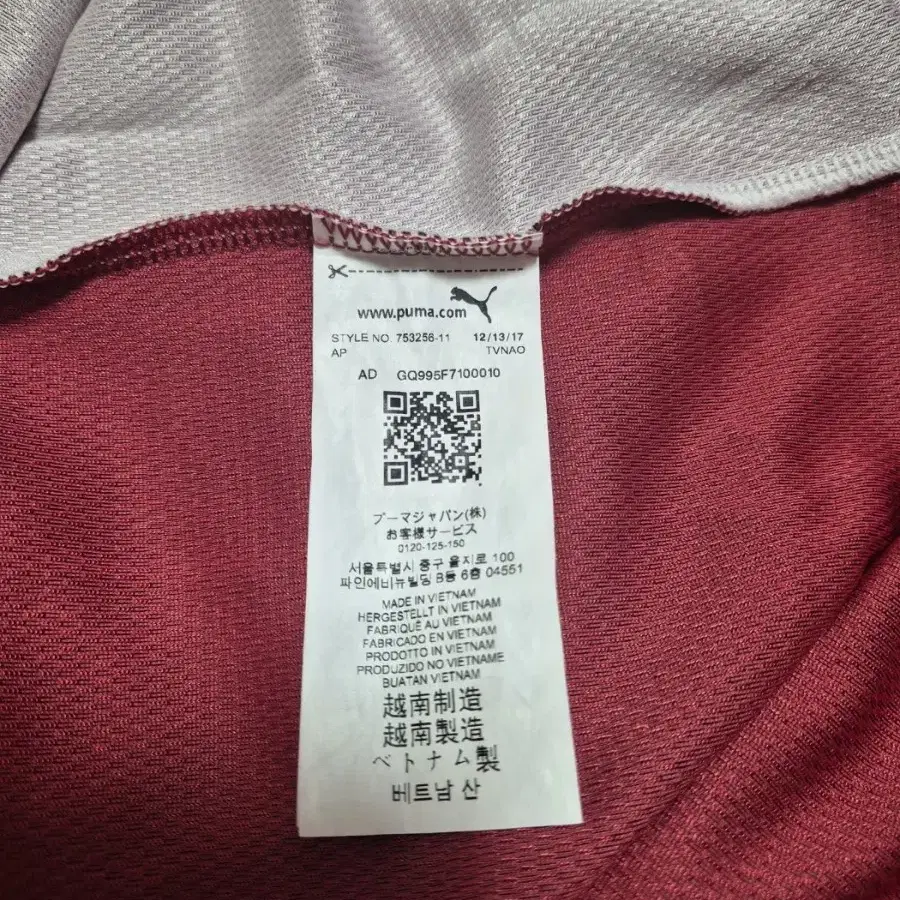 www.puma.com
STYLE NO. 753256-11 12/13/17
AP TVNAO
AD GQ995F7100010
プーマジャパン(株)
お客様サービス
0120-125-150
서울특별시 중구 을지로 100
파인에비뉴빌딩 B동 6층 04551
MADE IN VIETNAM
HERGESTELLT IN VIETNAM
FABRIQUÉ AU VIETNAM
FABRICADO EN VIETNAM
PRODOTTO IN VIETNAM
PRODUZIDO NO VIETNAME
BUATAN VIETNAM
越南制造
越南製造
ベトナム製
베트남 산